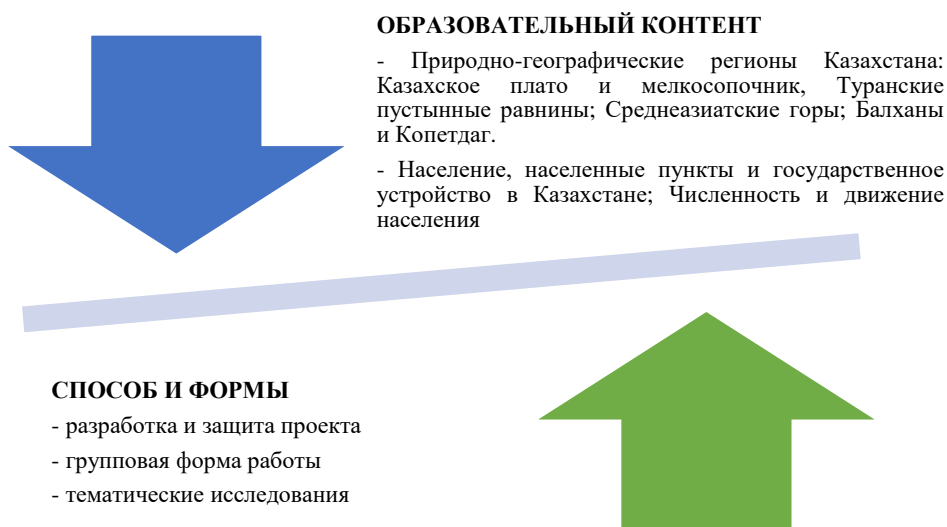 ОБРАЗОВАТЕЛЬНЫЙ КОНТЕНТ
- Природно-географические регионы Казахстана:
Казахское плато и мелкосопочник, Туранские
пустынные равнины; Среднеазиатские горы; Балханы
и Копетдаг.
- Население, населенные пункты и государственное
устройство в Казахстане; Численность и движение
населения
СПОСОБ И ФОРМЫ
- разработка и защита проекта
- групповая форма работы
- тематические исследования